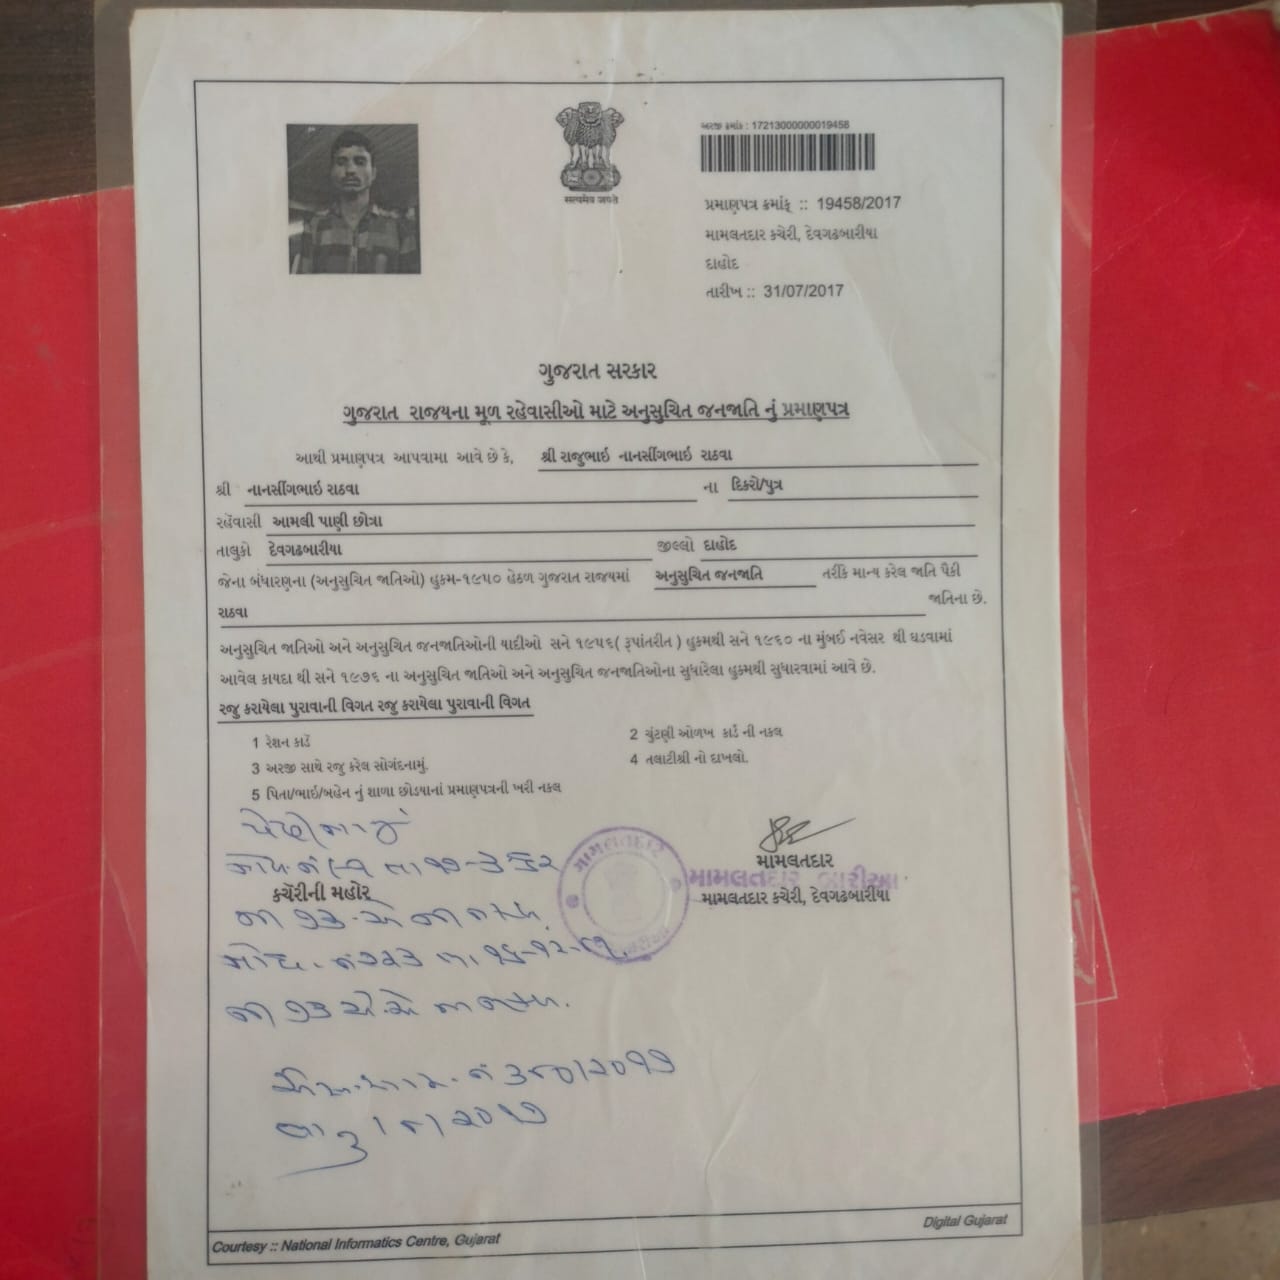 सत्यमेव जयते
અરજી ક્રમાંક : 17213000000019458
પ્રમાણપત્ર ક્રમાંક :: 19458/2017
મામલતદાર કચેરી, દેવગઢબારીયા
દાહોદ
તારીખ :: 31/07/2017
ગુજરાત સરકાર
ગુજરાત રાજયના મૂળ રહેવાસીઓ માટે અનુસુચિત જનજાતિ નું પ્રમાણપત્ર
આથી પ્રમાણપત્ર આપવામા આવે છે કે, શ્રી રાજુભાઇ નાનસીંગભાઇ રાઠવા
શ્રી નાનસીંગભાઇ રાઠવા ના દિકરો/પુત્ર
રહેવાસી આમલી પાણી છોત્રા
તાલુકો દેવગઢબારીયા જીલ્લો દાહોદ
જેના બંધારણના (અનુસુચિત જાતિઓ) હુકમ-૧૯૫૦ હેઠળ ગુજરાત રાજયમાં અનુસુચિત જનજાતિ તરીકે માન્ય કરેલ જાતિ પૈકી
રાઠવા જાતિના છે.
અનુસુચિત જાતિઓ અને અનુસુચિત જનજાતિઓની યાદીઓ સને ૧૯૫૬( રૂપાંતરીત ) હુકમથી સને ૧૯૬૦ ના મુંબઈ નવેસર થી ઘડવામાં
આવેલ કાયદા થી સને ૧૯૭૬ ના અનુસુચિત જાતિઓ અને અનુસુચિત જનજાતિઓના સુધારેલા હુકમથી સુધારવામાં આવે છે.
રજુ કરાયેલા પુરાવાની વિગત રજુ કરાયેલા પુરાવાની વિગત
1 રેશન કાર્ડ 2 ચુંટણી ઓળખ કાર્ડ ની નકલ
3 અરજી સાથે રજુ કરેલ સોગંદનામું. 4 તલાટીશ્રી નો દાખલો.
5 પિતા/ભાઇ/બહેન નું શાળા છોડયાનાં પ્રમાણપત્રની ખરી નકલ
મામલતદાર
મામલતદાર
કચેરીની મહોર
મામલતદાર બારીઆ
મામલતદાર કચેરી, દેવગઢબારીયા
Courtesy :: National Informatics Centre, Gujarat
Digital Gujarat